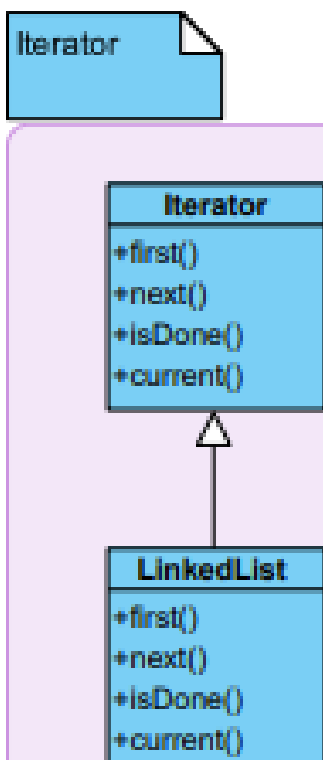 Iterator
Iterator
+first()
+next()
+isDone()
+current()
LinkedList
+first()
+next()
+isDone()
+current()